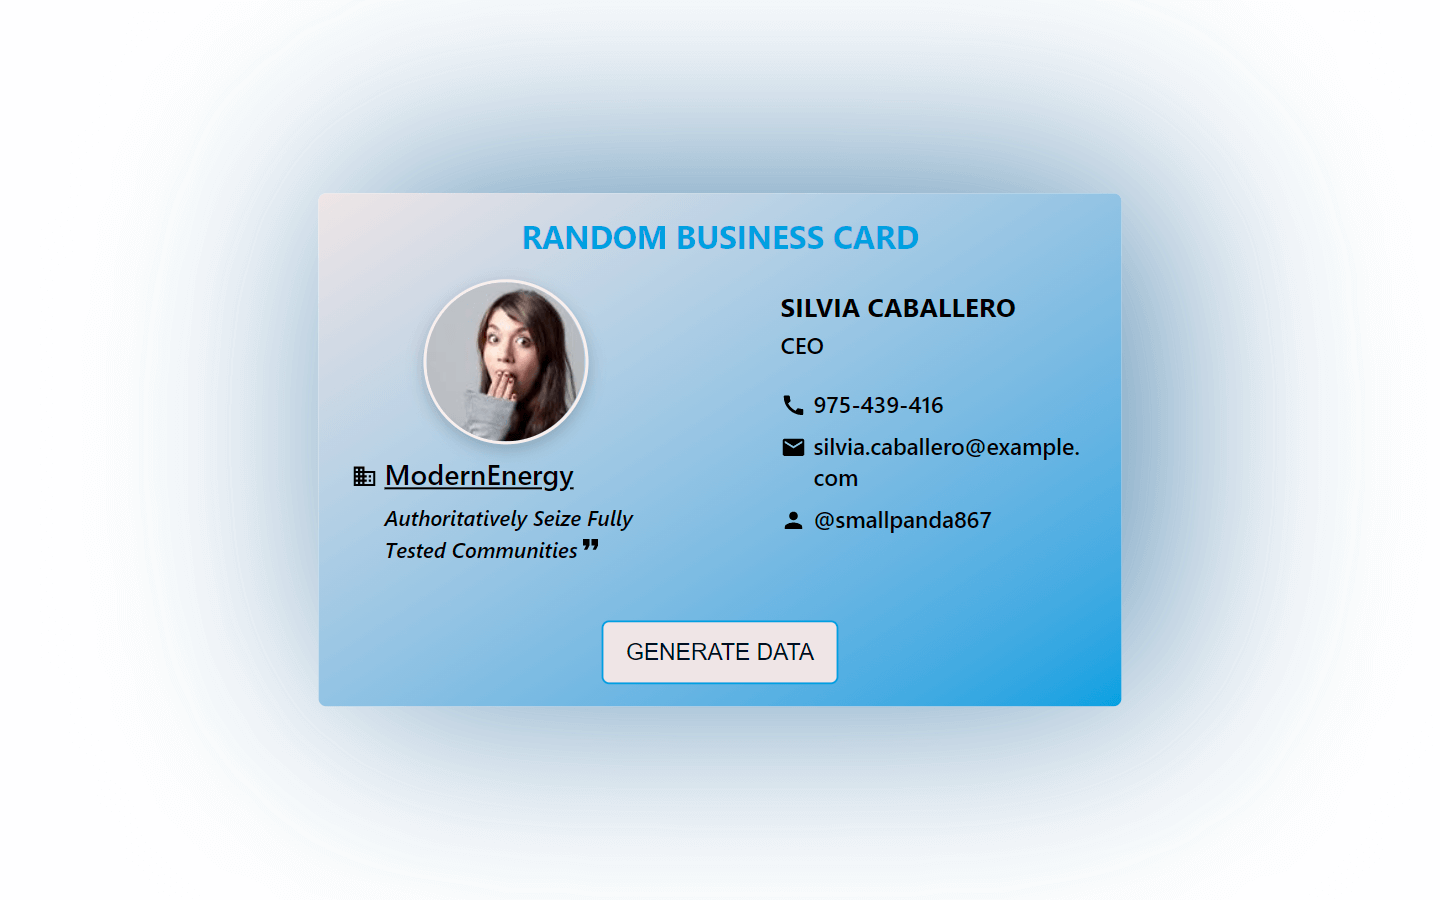 RANDOM BUSINESS CARD
ModernEnergy
Authoritatively Seize Fully
Tested Communities ”
SILVIA CABALLERO
CEO
975-439-416
silvia.caballero@example.
com
@smallpanda867
GENERATE DATA